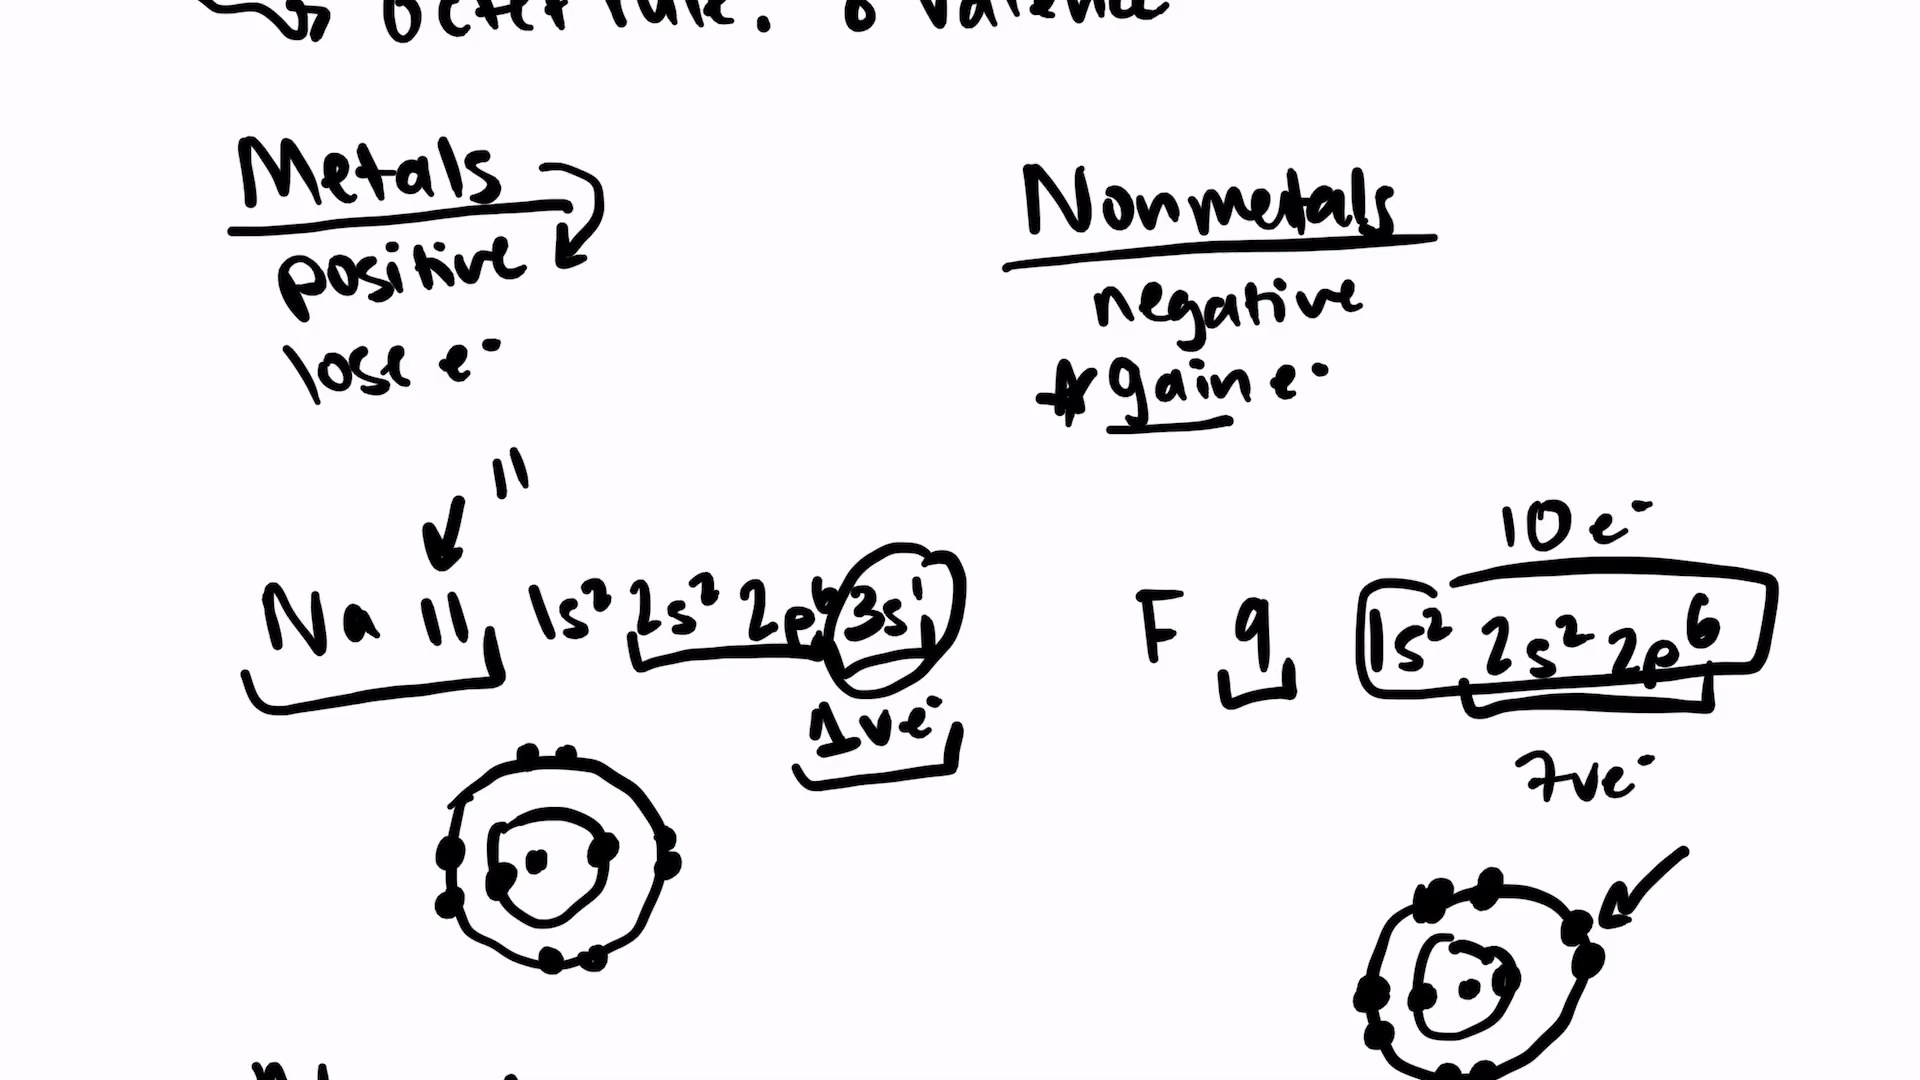 octet rule: 8 valence
Metals
positive
lose e-
Nonmetals
negative
gain e-
11
Na 11 1s² 2s² 2p⁶ 3s¹
1ve-
10e-
F 9 1s² 2s² 2p⁶
7ve-